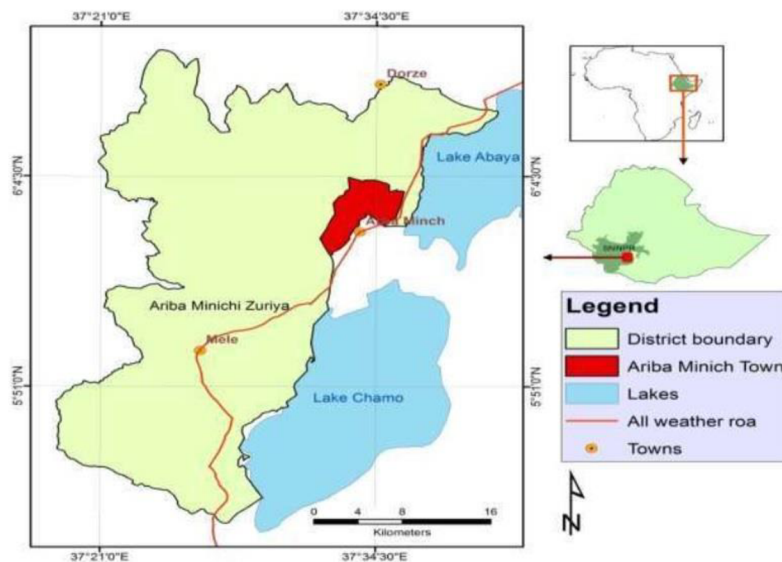 37°21'0"E
37°34'30"E
Dorze
Lake Abaya
6°4'30"N
6°4'30"N
Arba Minch
SNNPR
Ariba Minichi Zuriya
Mele
Lake Chamo
5°51'0"N
5°51'0"N
0 4 8 16
Kilometers
37°21'0"E
37°34'30"E
Legend
District boundary
Ariba Minich Town
Lakes
All weather roa
Towns
N